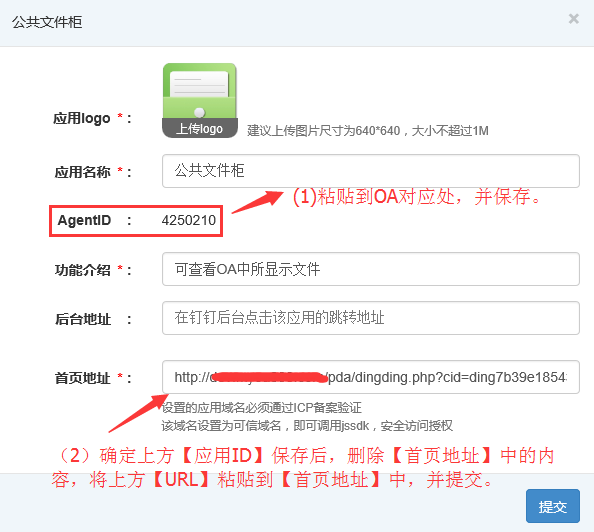 公共文件柜
×
应用logo * :
上传logo
建议上传图片尺寸为640*640，大小不超过1M
应用名称 * :
公共文件柜
(1)粘贴到OA对应处，并保存。
AgentID :
4250210
功能介绍 * :
可查看OA中所显示文件
后台地址 :
在钉钉后台点击该应用的跳转地址
首页地址 * :
http:// /pda/dingding.php?cid=ding7b39e1854
设置的应用域名必须通过ICP备案验证
该域名设置为可信域名，即可调用jssdk，安全访问授权
（2）确定上方【应用ID】保存后，删除【首页地址】中的内
容，将上方【URL】粘贴到【首页地址】中，并提交。
提交